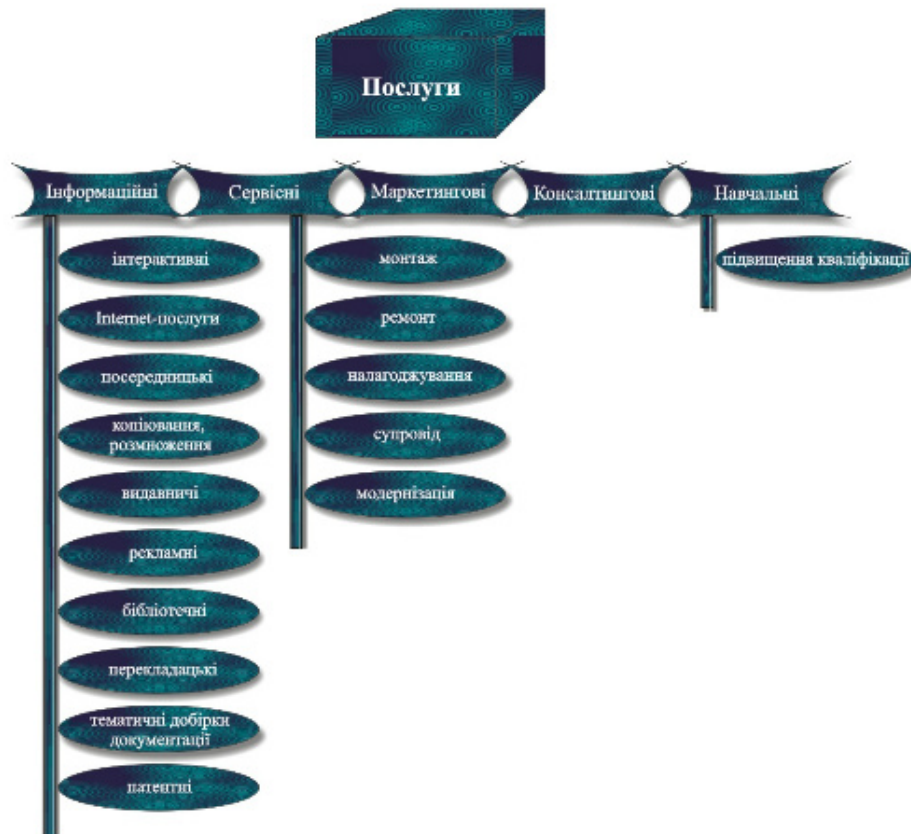 Послуги
Інформаційні
Сервісні
Маркетингові
Консалтингові
Навчальні
інтерактивні
Internet-послуги
посередницькі
копіювання,
розмноження
видавничі
рекламні
бібліотечні
перекладацькі
тематичні добірки
документації
патентні
монтаж
ремонт
налагоджування
супровід
модернізація
підвищення кваліфікації